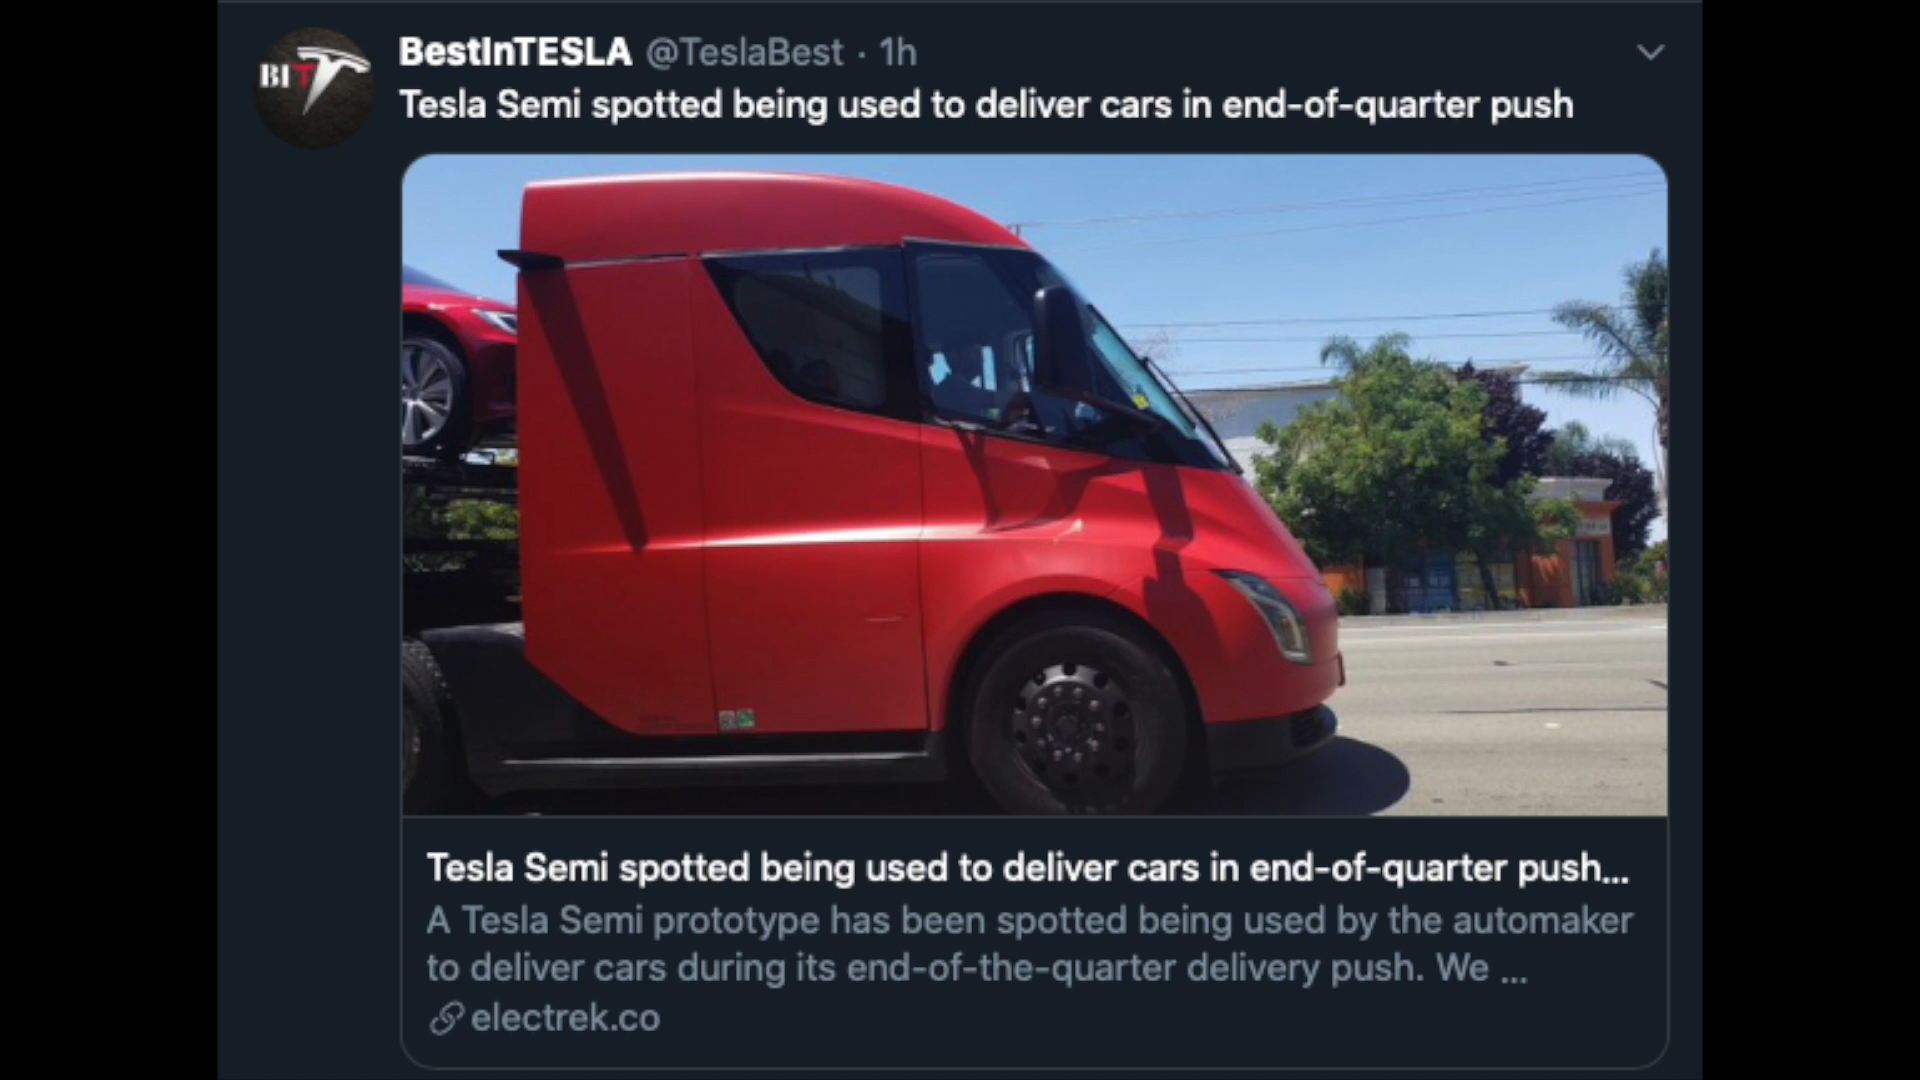 BIT
BestInTESLA @TeslaBest · 1h
Tesla Semi spotted being used to deliver cars in end-of-quarter push
Tesla Semi spotted being used to deliver cars in end-of-quarter push...
A Tesla Semi prototype has been spotted being used by the automaker
to deliver cars during its end-of-the-quarter delivery push. We ...
electrek.co